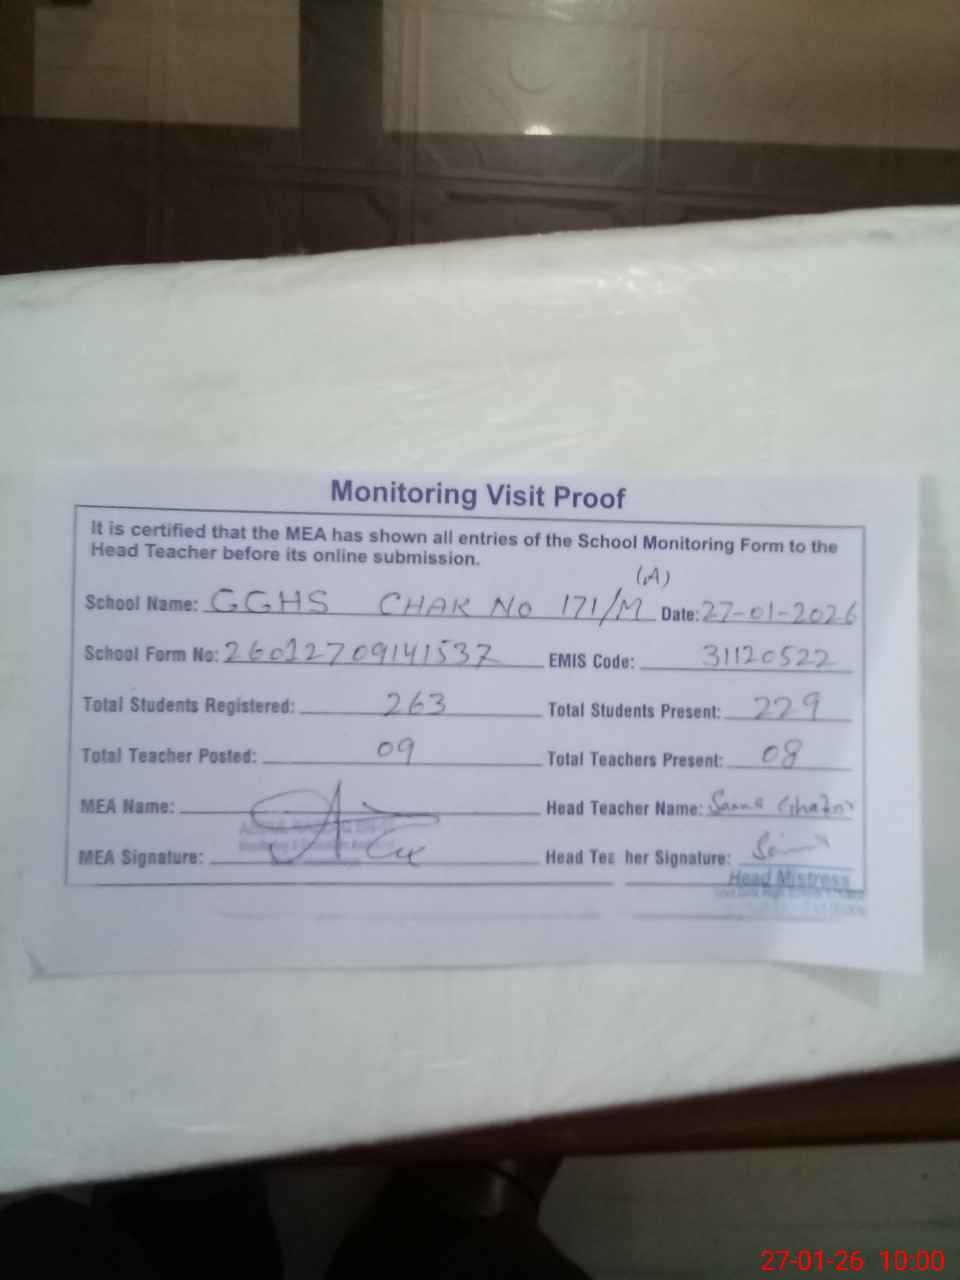 Monitoring Visit Proof
It is certified that the MEA has shown all entries of the School Monitoring Form to the
Head Teacher before its online submission.
(A)
School Name: GGHS CHAK No 171/M Date: 27-01-2026
School Form No: 260127709141537 EMIS Code: 31120522
Total Students Registered: 263 Total Students Present: 229
Total Teacher Posted: 09 Total Teachers Present: 08
MEA Name: Head Teacher Name:
MEA Signature: Head Tea her Signature:
Head Mistress
27-01-26 10:00